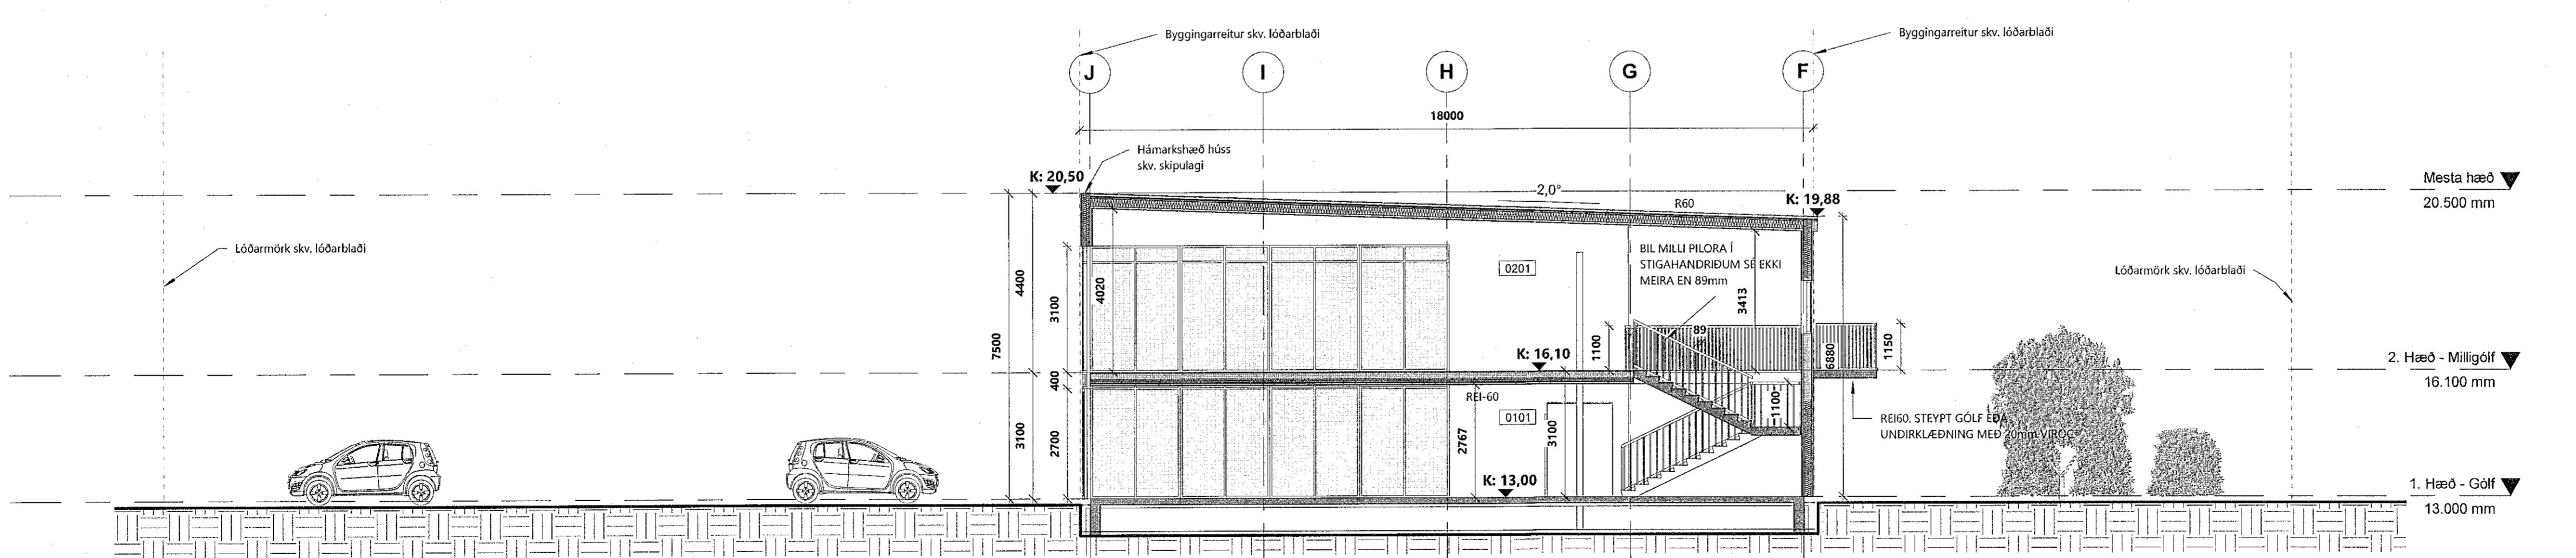 Byggingarreitur skv. lóðarblaði
Byggingarreitur skv. lóðarblaði
J
I
H
G
F
18000
Hámarkshæð húss
skv. skipulagi
K: 20,50
2,0°
R60
K: 19,88
Mesta hæð
20.500 mm
Lóðarmörk skv. lóðarblaði
BIL MILLI PILORA Í
STIGAHANDRIÐUM SÉ EKKI
MEIRA EN 89mm
0201
Lóðarmörk skv. lóðarblaði
4400
3100
4020
3413
7500
89
1100
6880
1150
K: 16,10
2. Hæð - Milligólf
16.100 mm
400
REI-60
0101
1100
REI60. STEYPT GÓLF EÐA
UNDIRKLÆÐNING MEÐ 20mm VIROC
3100
2700
2767
3100
K: 13,00
1. Hæð - Gólf
13.000 mm